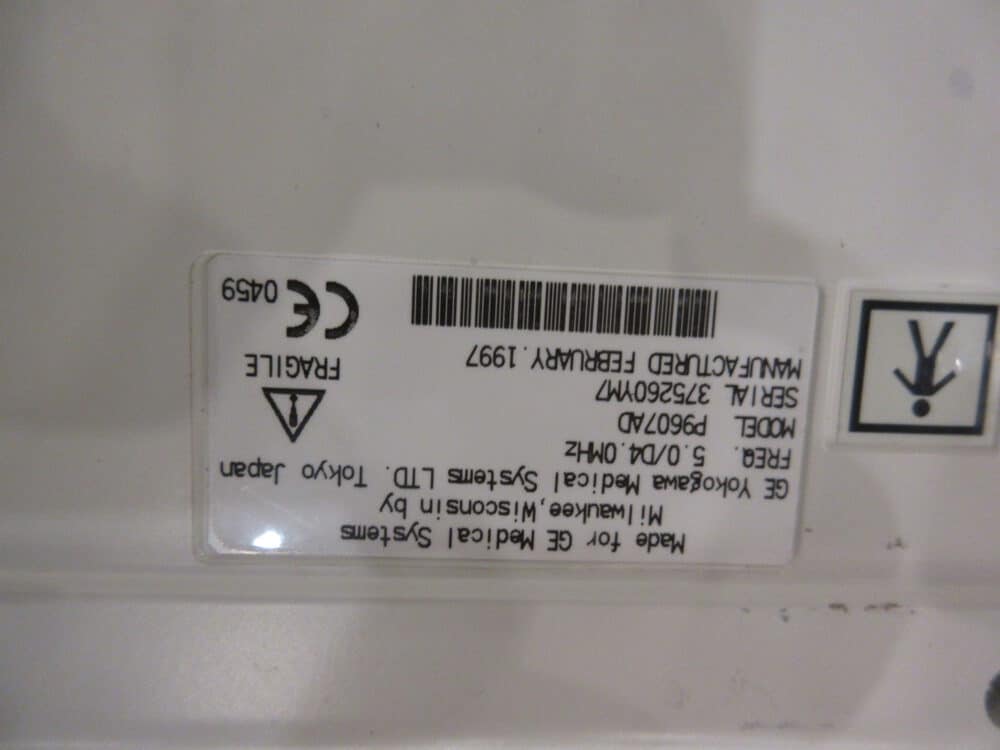 Made for GE Medical Systems
Milwaukee,Wisconsin by
GE Yokogawa Medical Systems LTD. Tokyo Japan
FREQ. 5.0/D4.0MHz
MODEL P9607AD
SERIAL 375260YM7
MANUFACTURED FEBRUARY.1997
FRAGILE
CE 0459